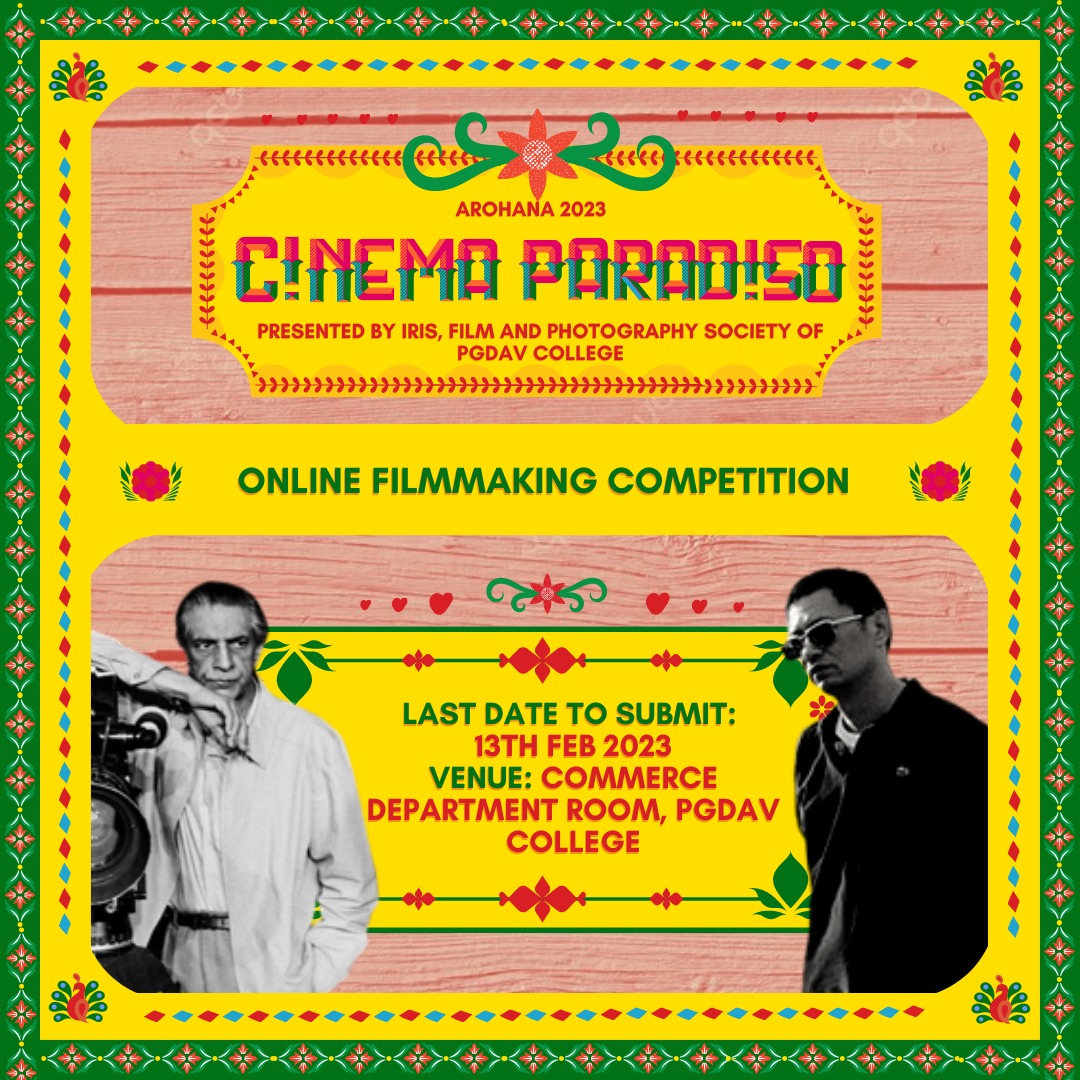 AROHANA 2023
C!NEMA PARAD!SO
PRESENTED BY IRIS, FILM AND PHOTOGRAPHY SOCIETY OF
PGDAV COLLEGE
ONLINE FILMMAKING COMPETITION
LAST DATE TO SUBMIT:
13TH FEB 2023
VENUE: COMMERCE
DEPARTMENT ROOM, PGDAV
COLLEGE